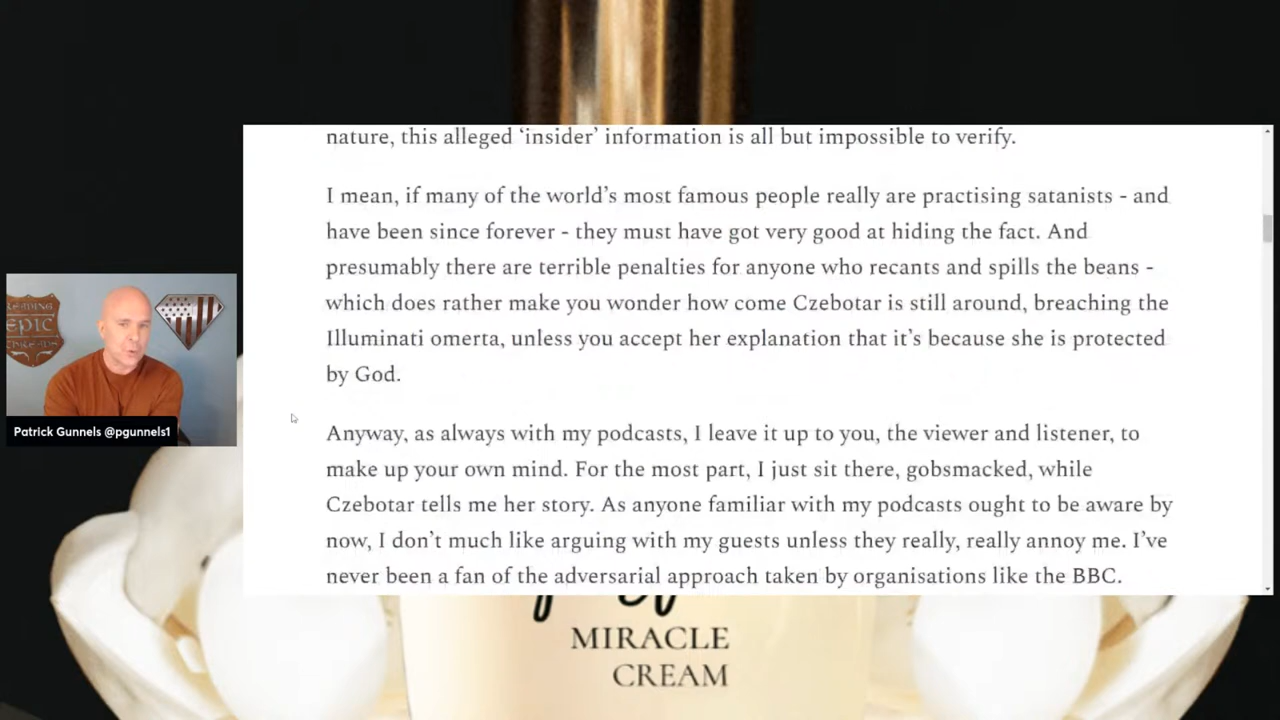 nature, this alleged ‘insider’ information is all but impossible to verify.
I mean, if many of the world’s most famous people really are practising satanists - and
have been since forever - they must have got very good at hiding the fact. And
presumably there are terrible penalties for anyone who recants and spills the beans -
which does rather make you wonder how come Czebotar is still around, breaching the
Illuminati omerta, unless you accept her explanation that it’s because she is protected
by God.
Anyway, as always with my podcasts, I leave it up to you, the viewer and listener, to
make up your own mind. For the most part, I just sit there, gobsmacked, while
Czebotar tells me her story. As anyone familiar with my podcasts ought to be aware by
now, I don’t much like arguing with my guests unless they really, really annoy me. I’ve
never been a fan of the adversarial approach taken by organisations like the BBC.
EPIC
Patrick Gunnels @pgunnels1
MIRACLE
CREAM